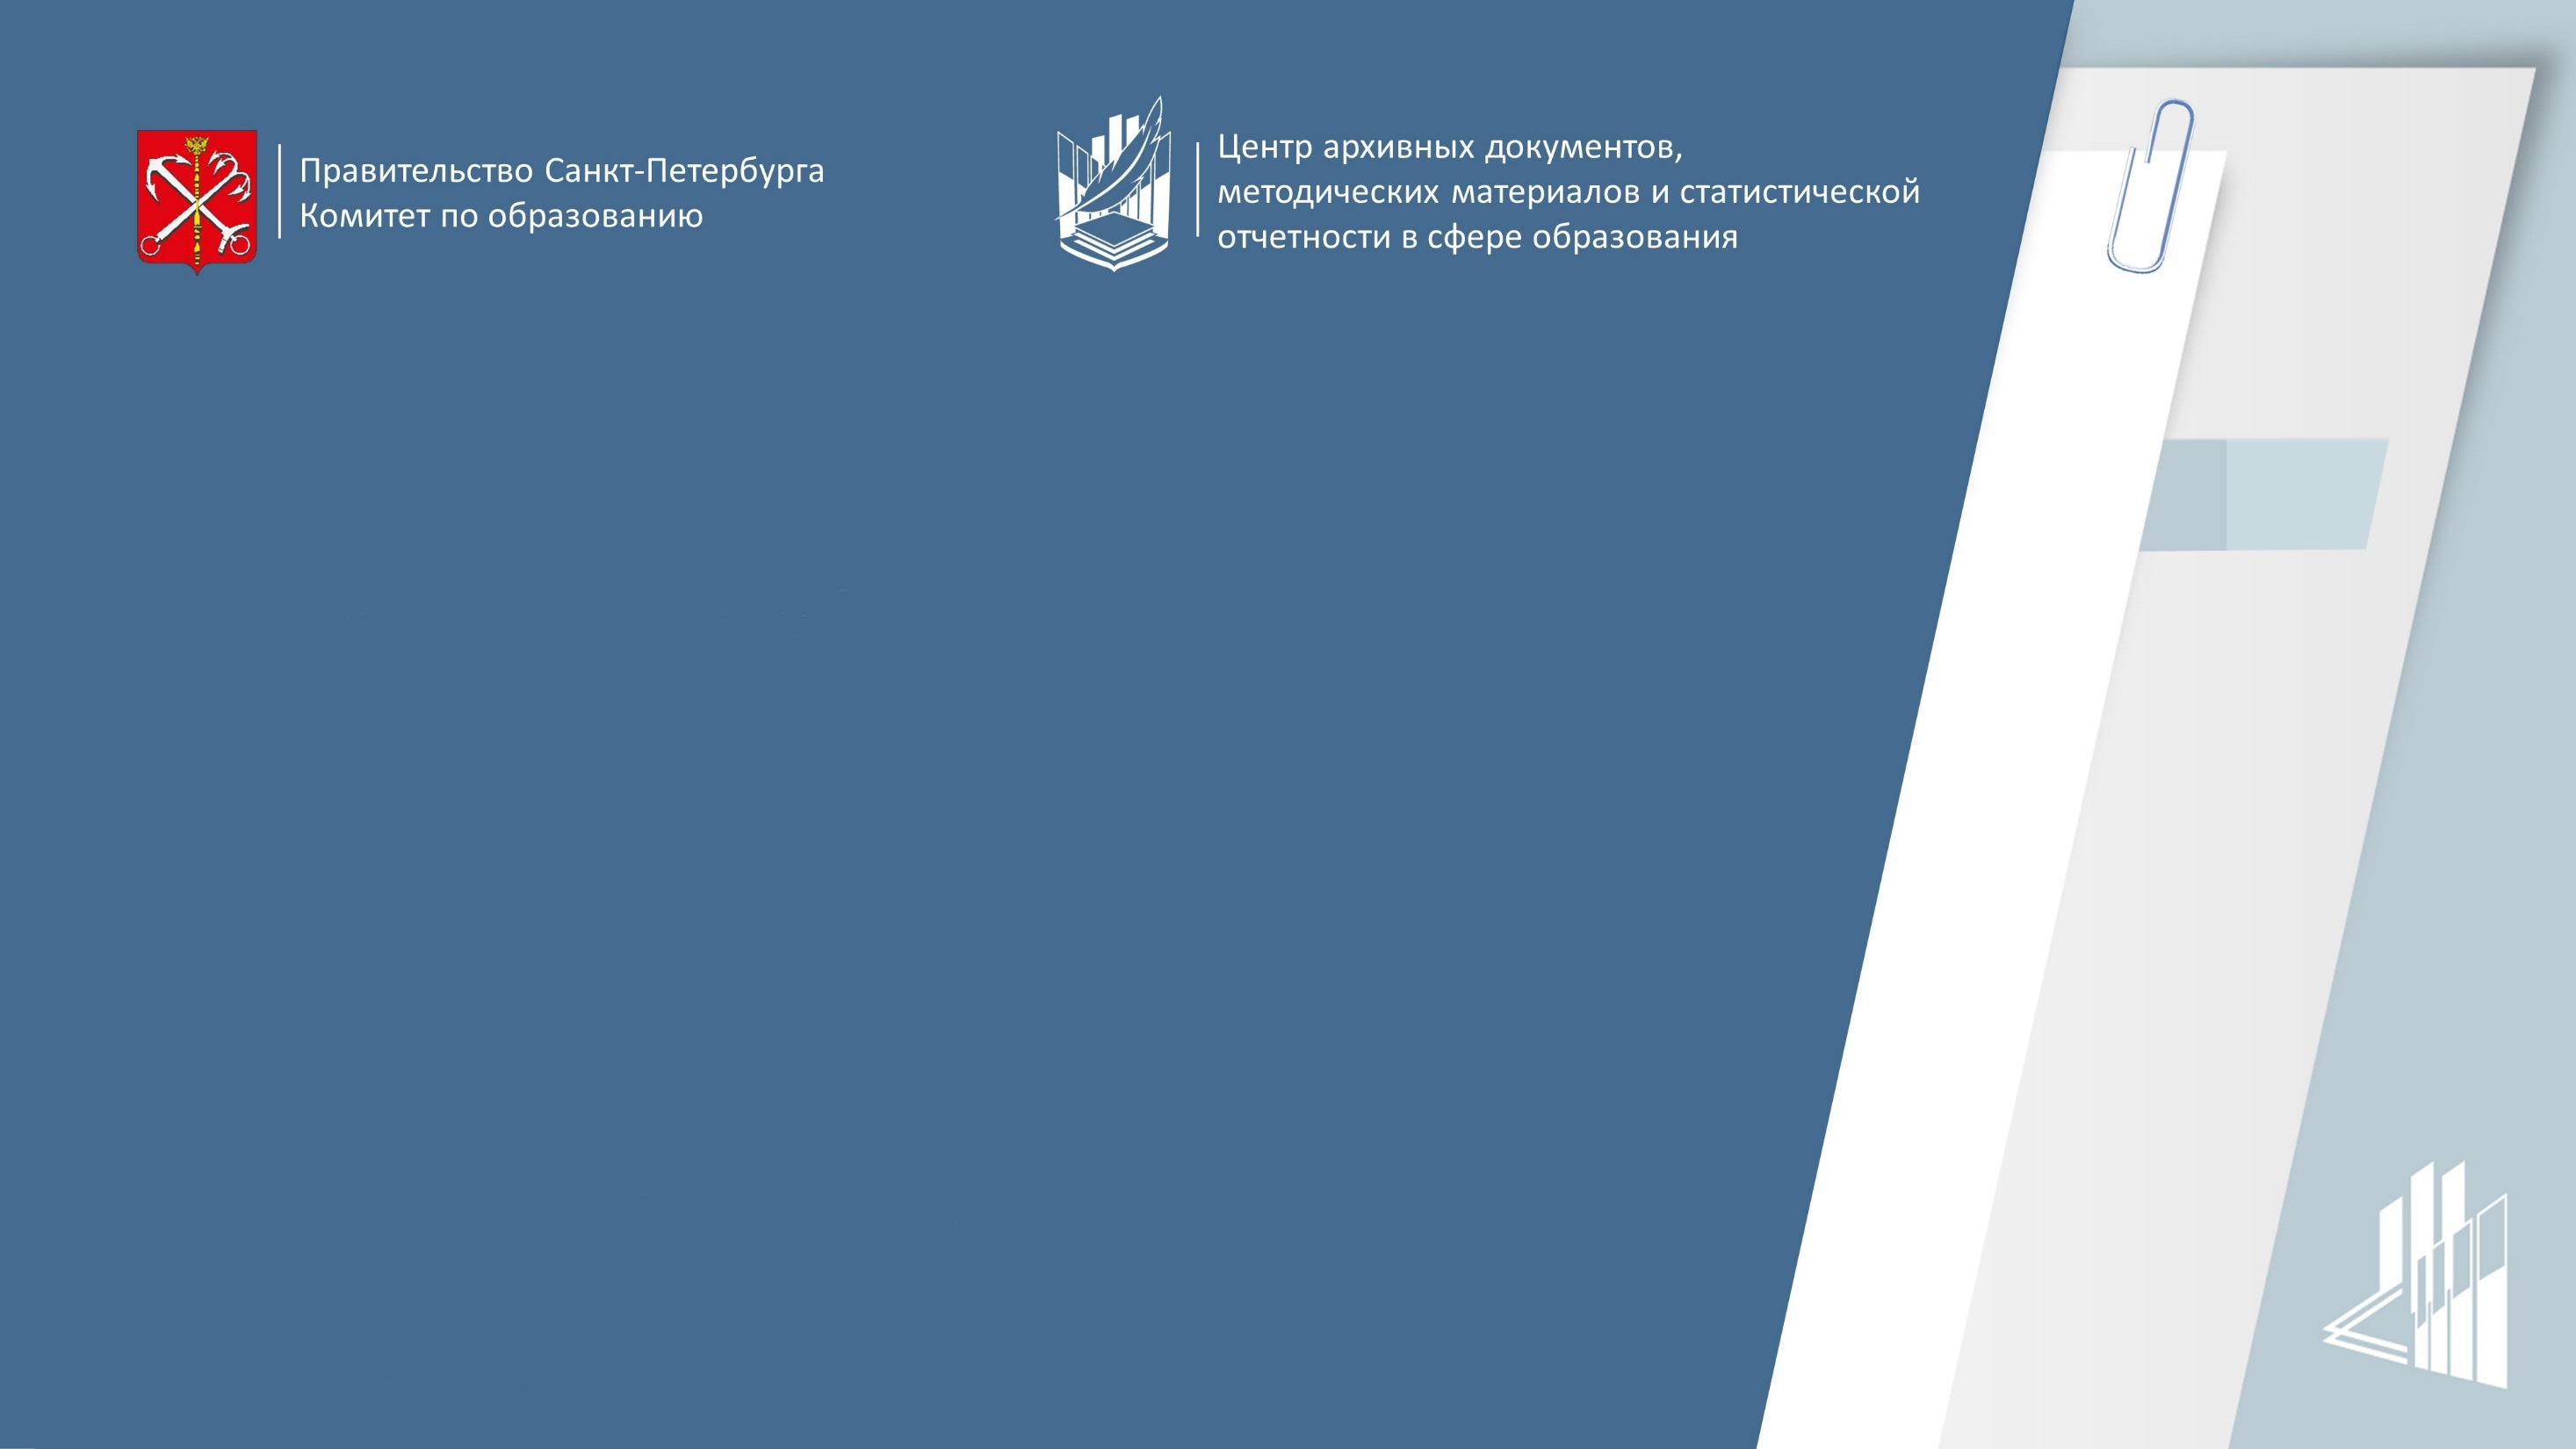 Правительство Санкт-Петербурга
Комитет по образованию
Центр архивных документов,
методических материалов и статистической
отчетности в сфере образования